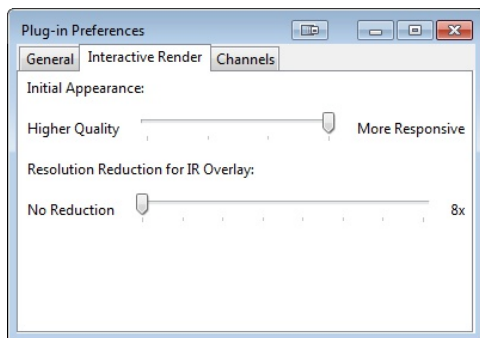 Plug-in Preferences
General Interactive Render Channels
Initial Appearance:
Higher Quality More Responsive
Resolution Reduction for IR Overlay:
No Reduction 8x